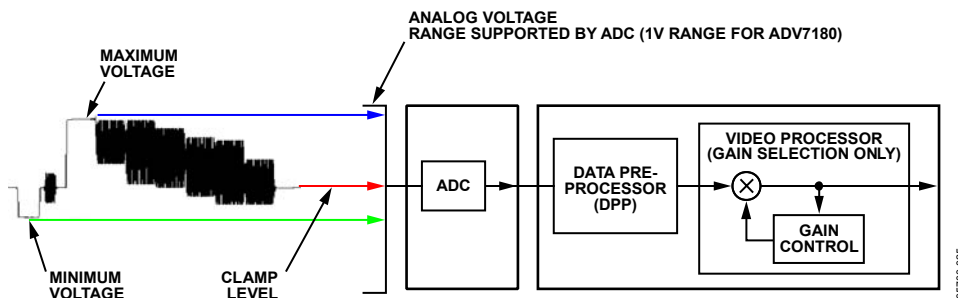 ANALOG VOLTAGE
RANGE SUPPORTED BY ADC (1V RANGE FOR ADV7180)
MAXIMUM
VOLTAGE
VIDEO PROCESSOR
(GAIN SELECTION ONLY)
ADC
DATA PRE-
PROCESSOR
(DPP)
GAIN
CONTROL
MINIMUM
VOLTAGE
CLAMP
LEVEL